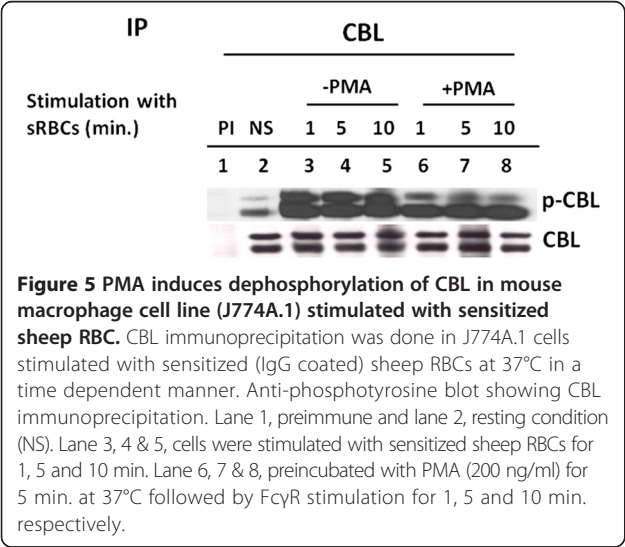 IP
CBL
-PMA +PMA
Stimulation with
sRBCs (min.)
PI NS 1 5 10 1 5 10
1 2 3 4 5 6 7 8
p-CBL
CBL
Figure 5 PMA induces dephosphorylation of CBL in mouse
macrophage cell line (J774A.1) stimulated with sensitized
sheep RBC. CBL immunoprecipitation was done in J774A.1 cells
stimulated with sensitized (IgG coated) sheep RBCs at 37°C in a
time dependent manner. Anti-phosphotyrosine blot showing CBL
immunoprecipitation. Lane 1, preimmune and lane 2, resting condition
(NS). Lane 3, 4 & 5, cells were stimulated with sensitized sheep RBCs for
1, 5 and 10 min. Lane 6, 7 & 8, preincubated with PMA (200 ng/ml) for
5 min. at 37°C followed by FcγR stimulation for 1, 5 and 10 min.
respectively.